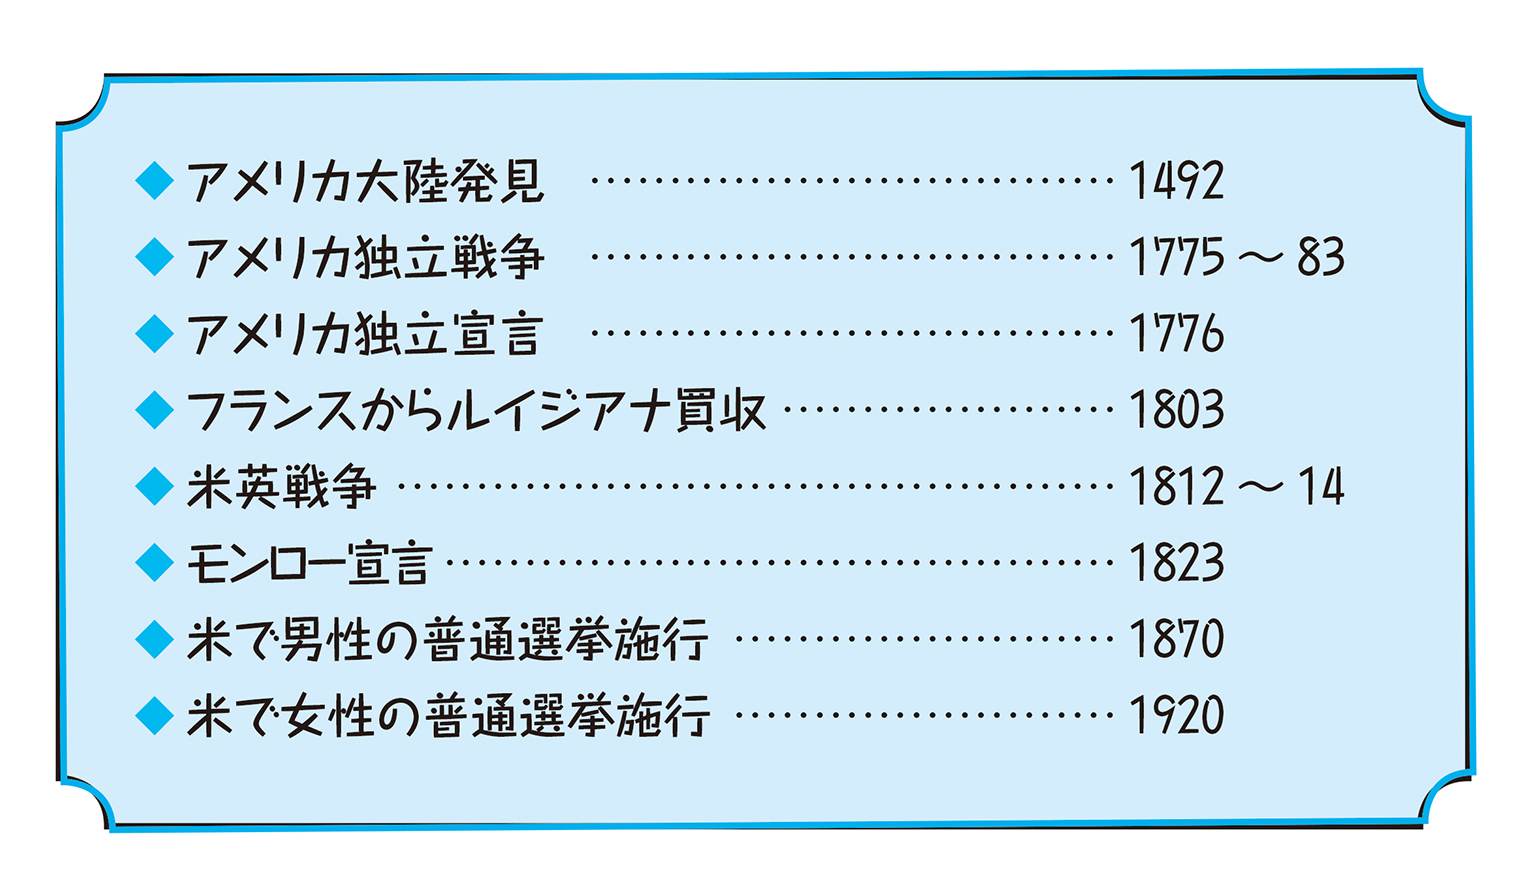 ◆アメリカ大陸発見 ………………………… 1492
◆アメリカ独立戦争 ………………………… 1775～83
◆アメリカ独立宣言 ………………………… 1776
◆フランスからルイジアナ買収 ……………… 1803
◆米英戦争 …………………………………… 1812～14
◆モンロー宣言 ……………………………… 1823
◆米で男性の普通選挙施行 ………………… 1870
◆米で女性の普通選挙施行 ………………… 1920